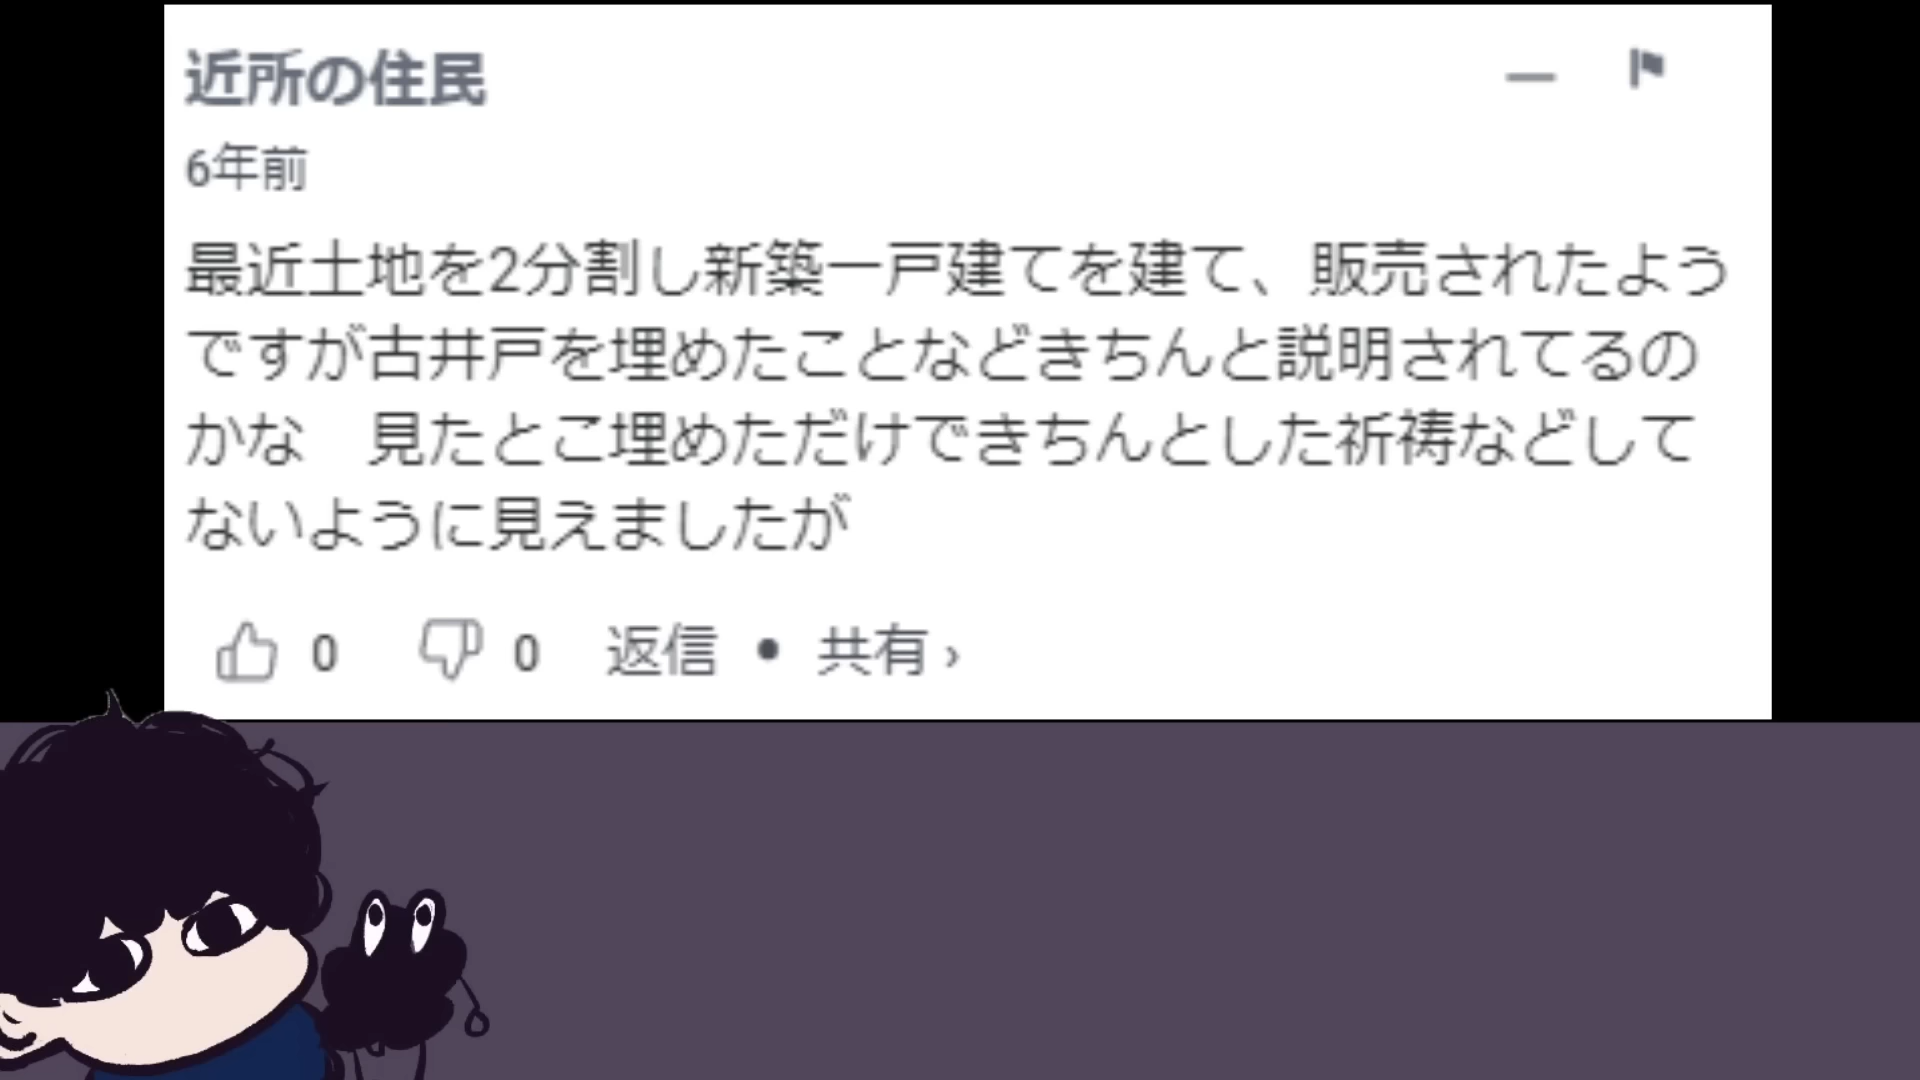 近所の住民
6年前
最近土地を2分割し新築一戸建てを建て、販売されたよう
ですが古井戸を埋めたことなどきちんと説明されてるの
かな　見たとこ埋めただけできちんとした祈祷などして
ないように見えましたが
0 0 返信 • 共有 ›